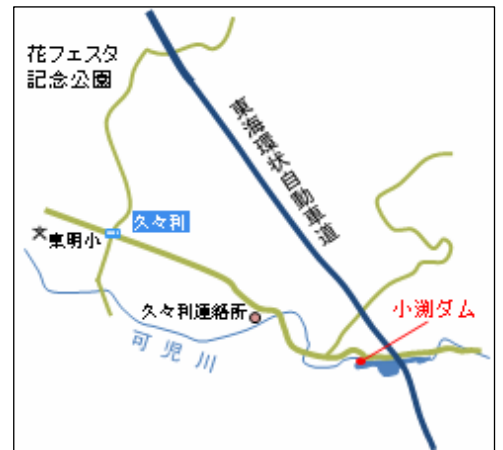 花フェスタ
記念公園
東海環状自動車道
久々利
東明小
久々利連絡所
小渕ダム
可児川